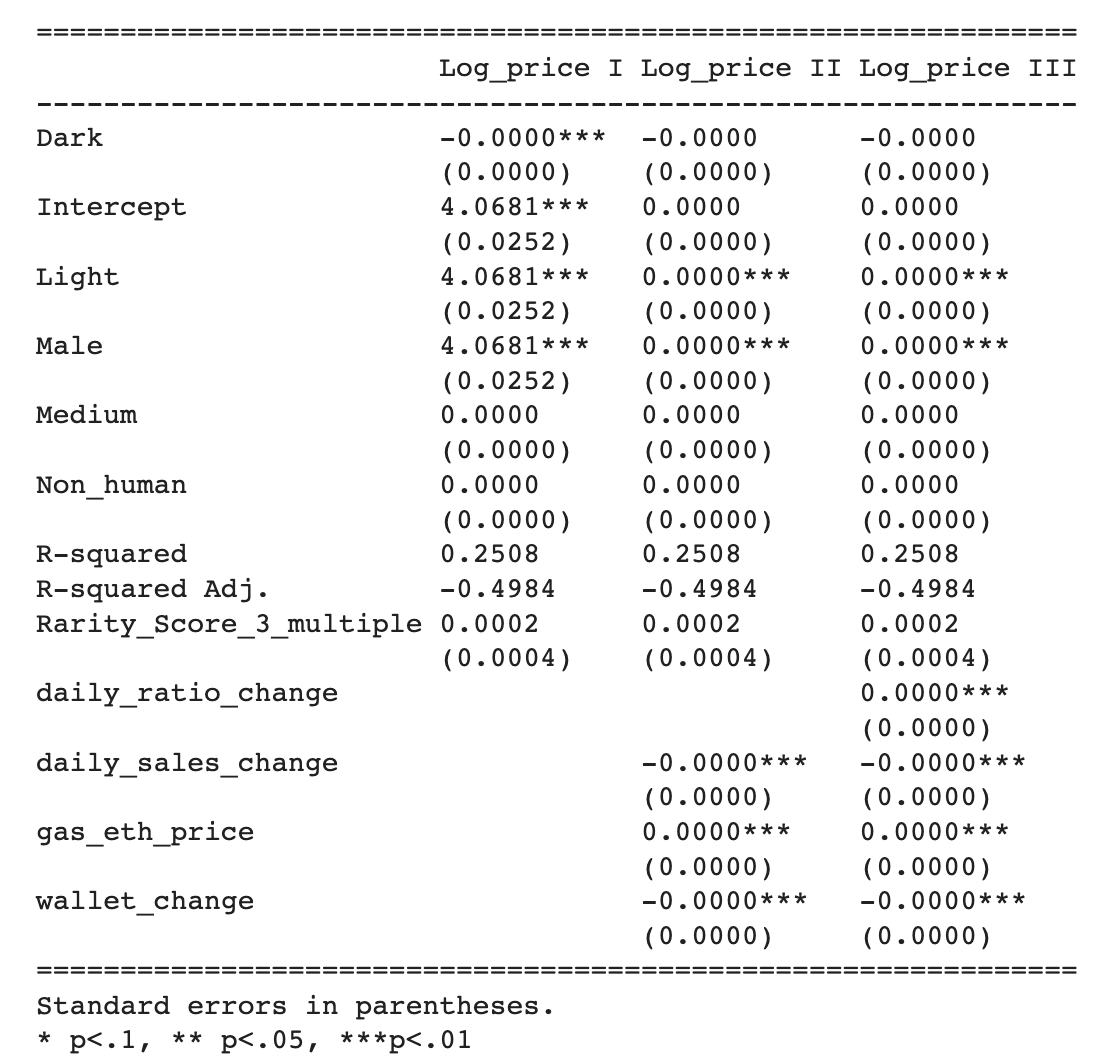 ==============================================================
                        Log_price I Log_price II Log_price III
--------------------------------------------------------------
Dark                    -0.0000***  -0.0000      -0.0000
                        (0.0000)    (0.0000)     (0.0000)
Intercept               4.0681***   0.0000       0.0000
                        (0.0252)    (0.0000)     (0.0000)
Light                   4.0681***   0.0000***    0.0000***
                        (0.0252)    (0.0000)     (0.0000)
Male                    4.0681***   0.0000***    0.0000***
                        (0.0252)    (0.0000)     (0.0000)
Medium                  0.0000      0.0000       0.0000
                        (0.0000)    (0.0000)     (0.0000)
Non_human               0.0000      0.0000       0.0000
                        (0.0000)    (0.0000)     (0.0000)
R-squared               0.2508      0.2508       0.2508
R-squared Adj.          -0.4984     -0.4984      -0.4984
Rarity_Score_3_multiple 0.0002      0.0002       0.0002
                        (0.0004)    (0.0004)     (0.0004)
daily_ratio_change                               0.0000***
                                                 (0.0000)
daily_sales_change                  -0.0000***   -0.0000***
                                    (0.0000)     (0.0000)
gas_eth_price                       0.0000***    0.0000***
                                    (0.0000)     (0.0000)
wallet_change                       -0.0000***   -0.0000***
                                    (0.0000)     (0.0000)
==============================================================
Standard errors in parentheses.
* p<.1, ** p<.05, ***p<.01